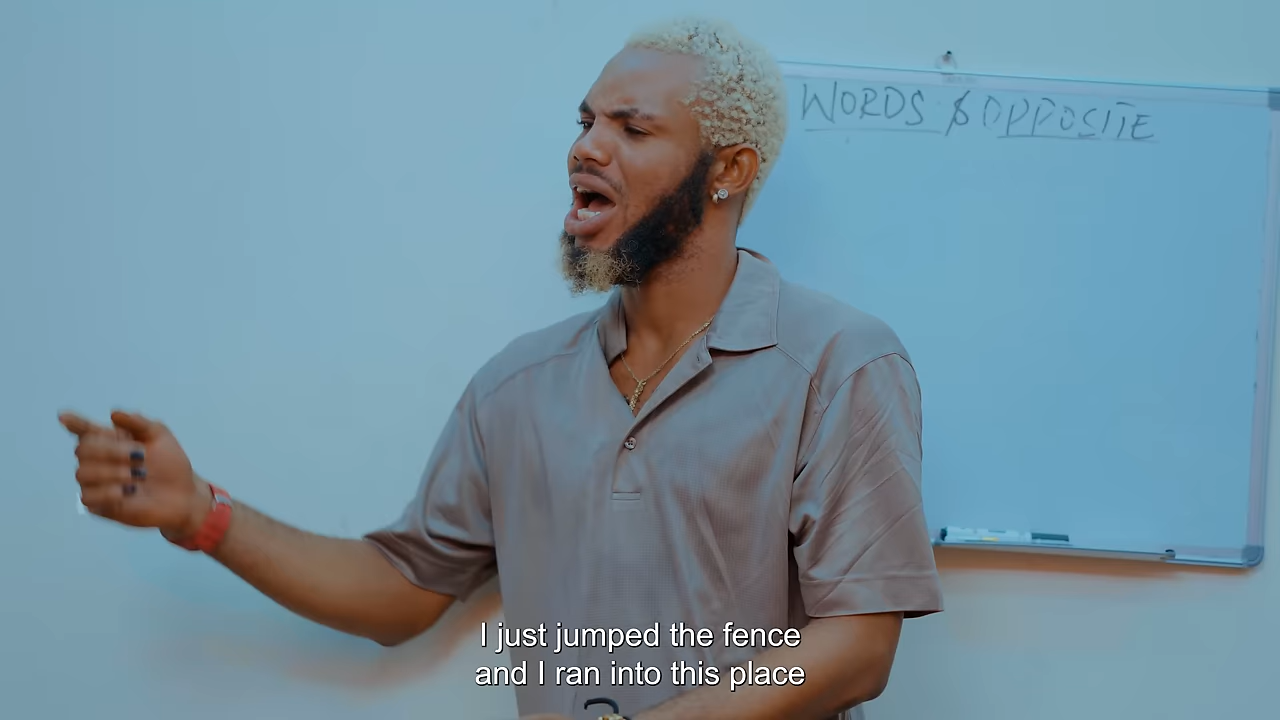 WORDS & OPPOSITE
I just jumped the fence
and I ran into this place